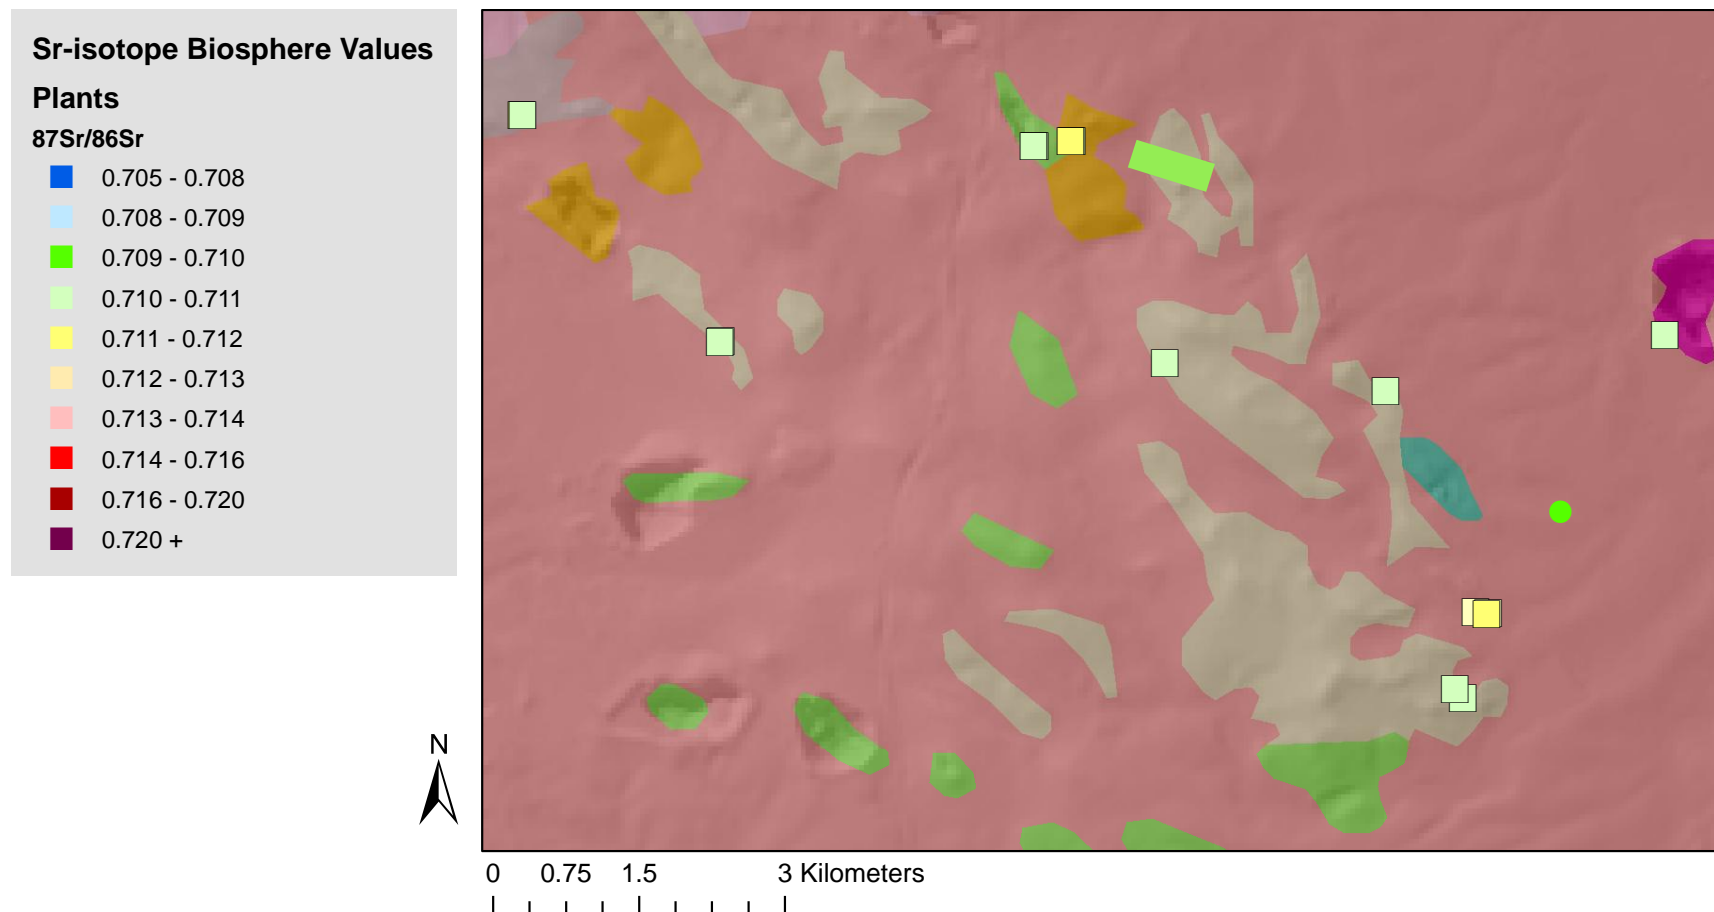 Sr-isotope Biosphere Values
Plants
87Sr/86Sr
0.705 - 0.708
0.708 - 0.709
0.709 - 0.710
0.710 - 0.711
0.711 - 0.712
0.712 - 0.713
0.713 - 0.714
0.714 - 0.716
0.716 - 0.720
0.720 +
N
0 0.75 1.5 3 Kilometers